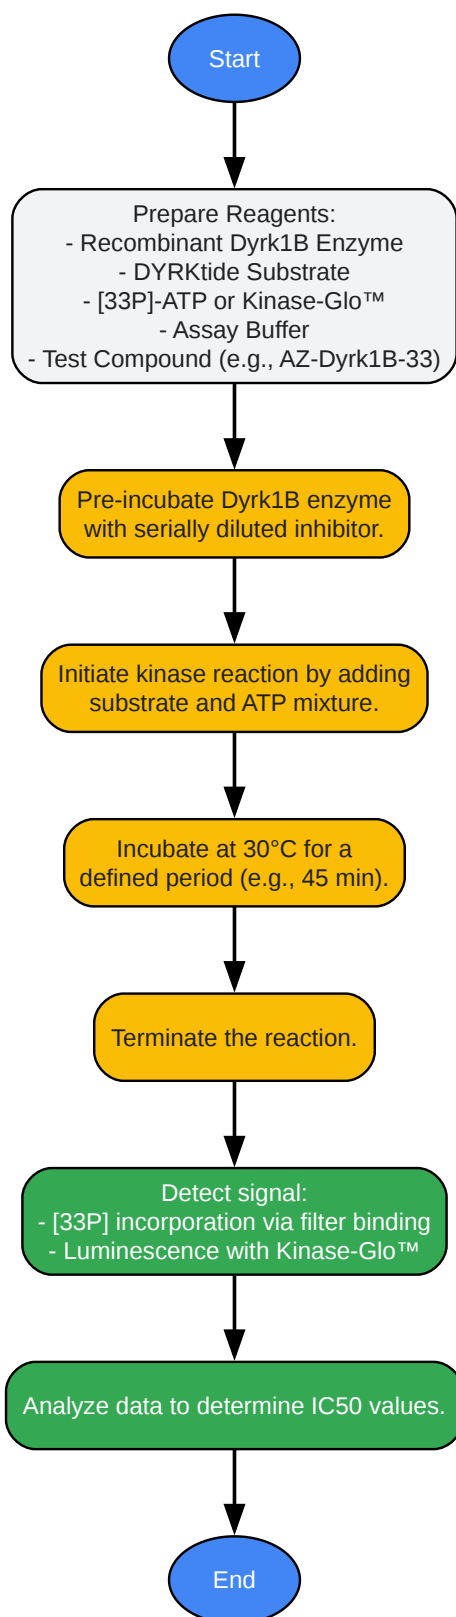 Start
Prepare Reagents:
- Recombinant Dyrk1B Enzyme
- DYRKtide Substrate
- [33P]-ATP or Kinase-Glo™
- Assay Buffer
- Test Compound (e.g., AZ-Dyrk1B-33)
Pre-incubate Dyrk1B enzyme
with serially diluted inhibitor.
Initiate kinase reaction by adding
substrate and ATP mixture.
Incubate at 30°C for a
defined period (e.g., 45 min).
Terminate the reaction.
Detect signal:
- [33P] incorporation via filter binding
- Luminescence with Kinase-Glo™
Analyze data to determine IC50 values.
End